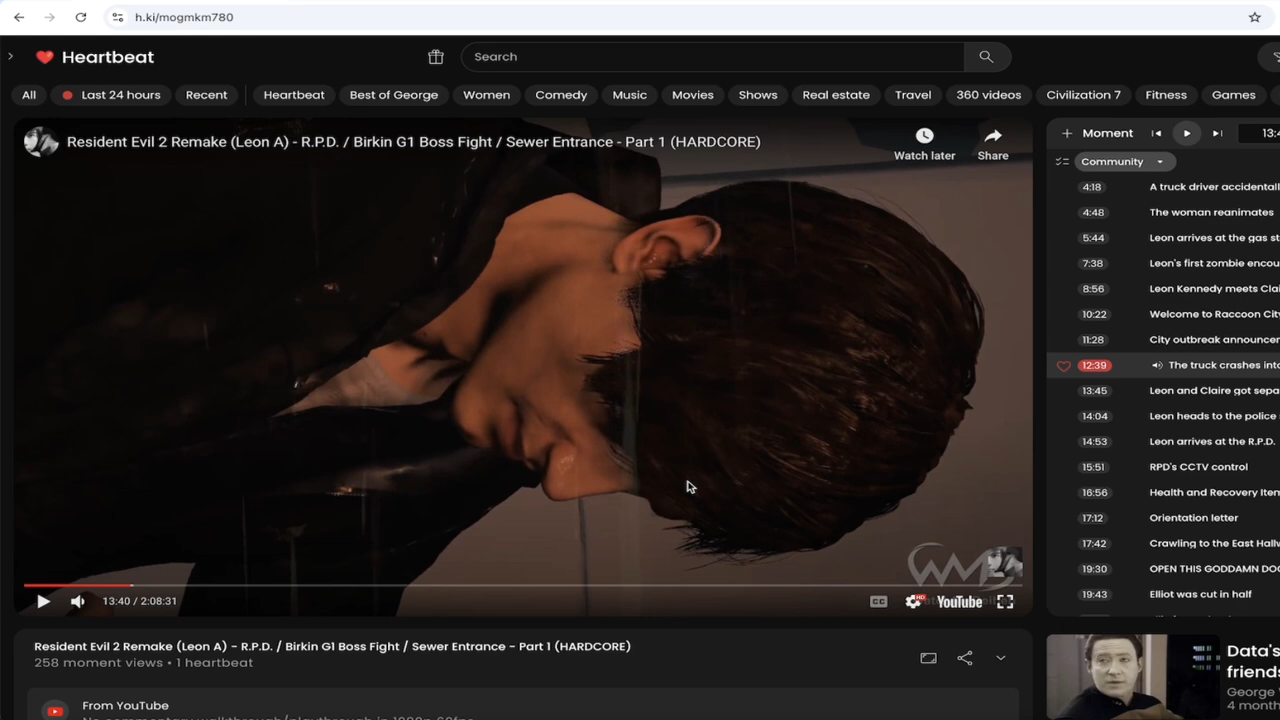 h.ki/mogmkm780
Heartbeat
Search
All
Last 24 hours
Recent
Heartbeat
Best of George
Women
Comedy
Music
Movies
Shows
Real estate
Travel
360 videos
Civilization 7
Fitness
Games
Resident Evil 2 Remake (Leon A) - R.P.D. / Birkin G1 Boss Fight / Sewer Entrance - Part 1 (HARDCORE)
Watch later
Share
Moment
Community
4:18 A truck driver accidentall
4:48 The woman reanimates
5:44 Leon arrives at the gas st
7:38 Leon's first zombie encou
8:56 Leon Kennedy meets Clai
10:22 Welcome to Raccoon City
11:28 City outbreak announcer
12:39 The truck crashes into
13:45 Leon and Claire got sepa
14:04 Leon heads to the police
14:53 Leon arrives at the R.P.D.
15:51 RPD's CCTV control
16:56 Health and Recovery Item
17:12 Orientation letter
17:42 Crawling to the East Hallw
19:30 OPEN THIS GODDAMN DOO
19:43 Elliot was cut in half
13:40 / 2:08:31
CC
HD
YouTube
Resident Evil 2 Remake (Leon A) - R.P.D. / Birkin G1 Boss Fight / Sewer Entrance - Part 1 (HARDCORE)
258 moment views • 1 heartbeat
From YouTube
Data's
friends
George
4 month